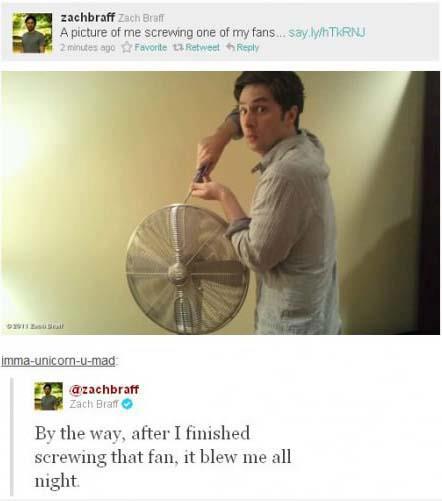 zachbraff Zach Braff
A picture of me screwing one of my fans... say.ly/hTkRNJ
2 minutes ago Favorite Retweet Reply
© 2011 Zach Braff
imma-unicorn-u-mad:
@zachbraff
Zach Braff
By the way, after I finished
screwing that fan, it blew me all
night.